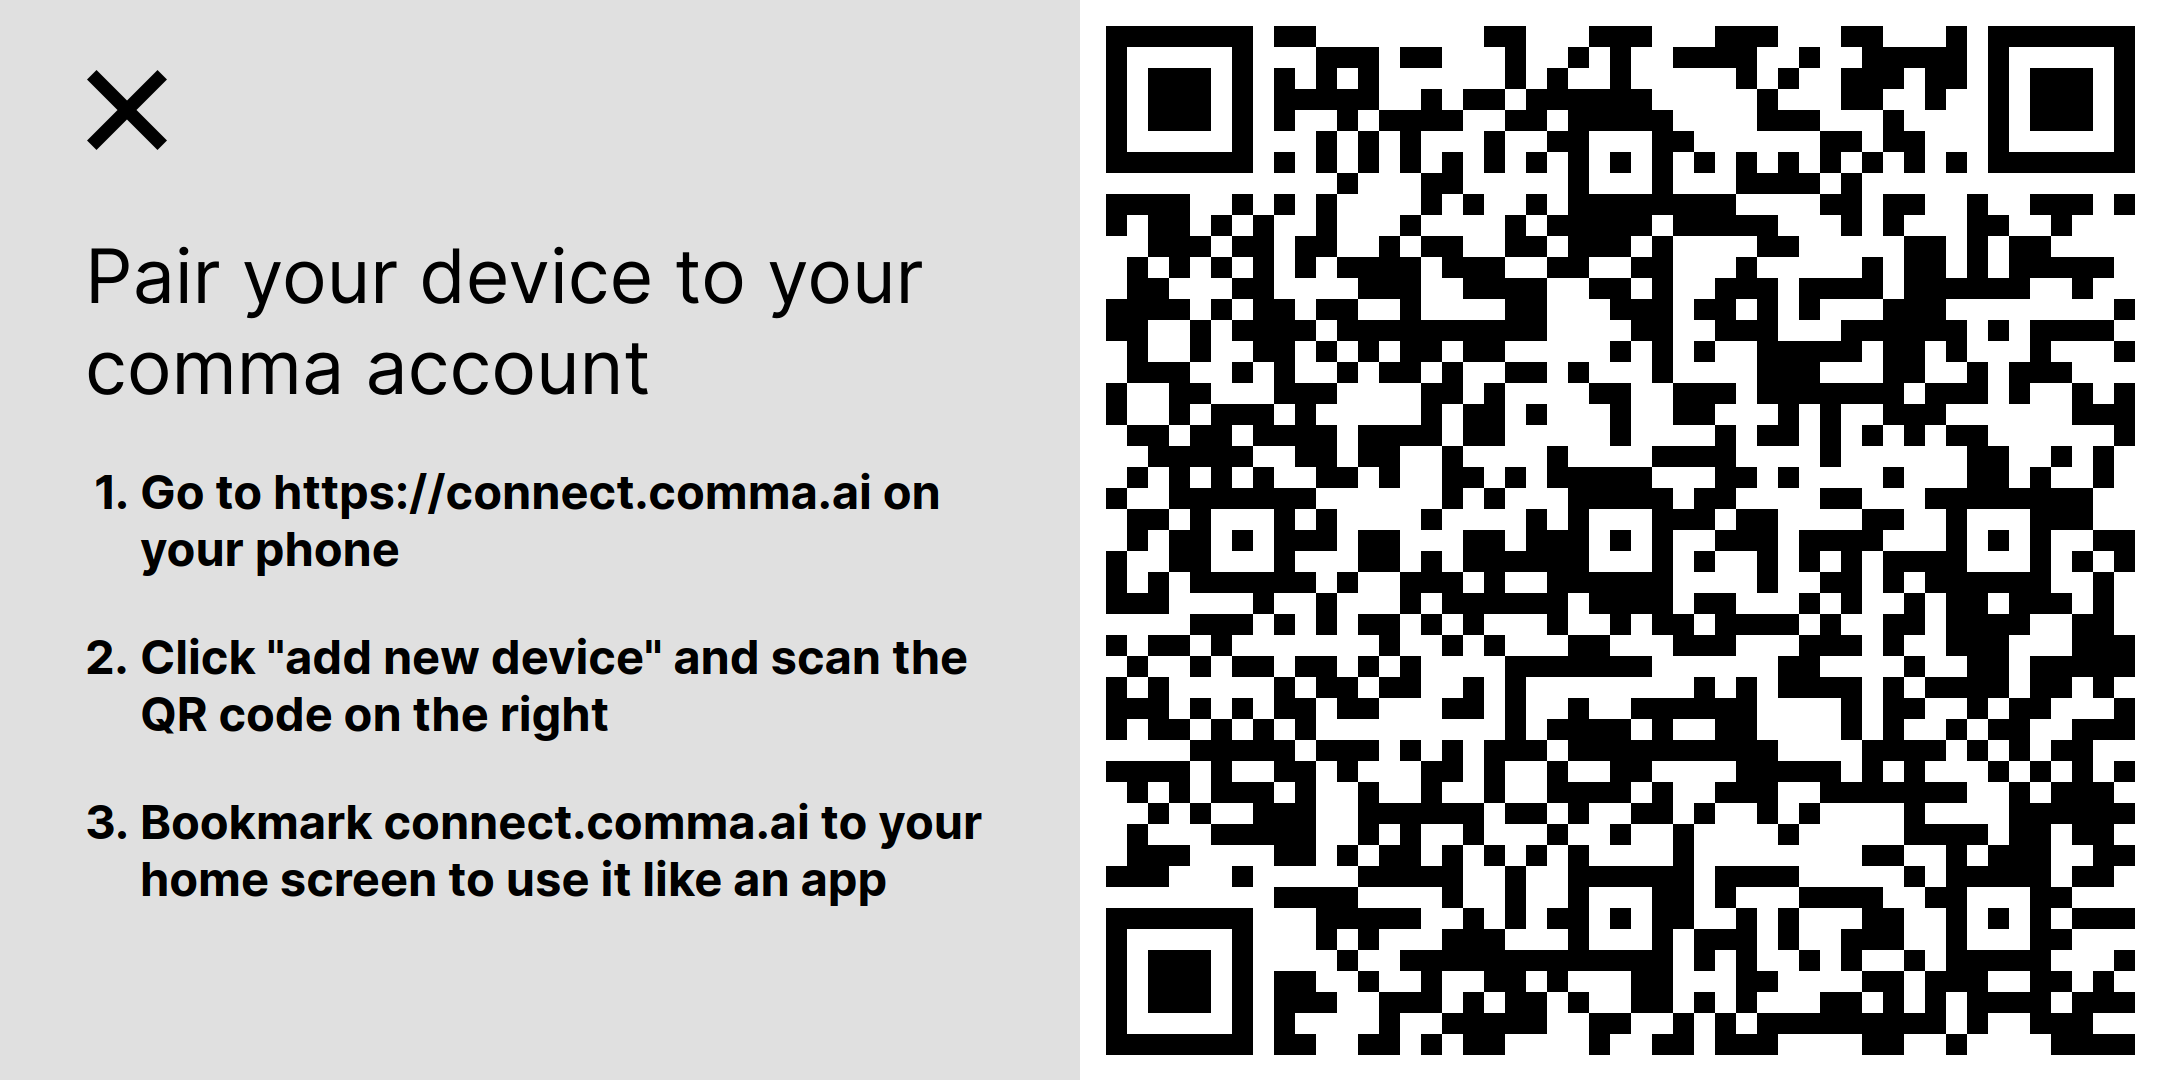 Pair your device to your
comma account
1. Go to https://connect.comma.ai on
your phone
2. Click "add new device" and scan the
QR code on the right
3. Bookmark connect.comma.ai to your
home screen to use it like an app